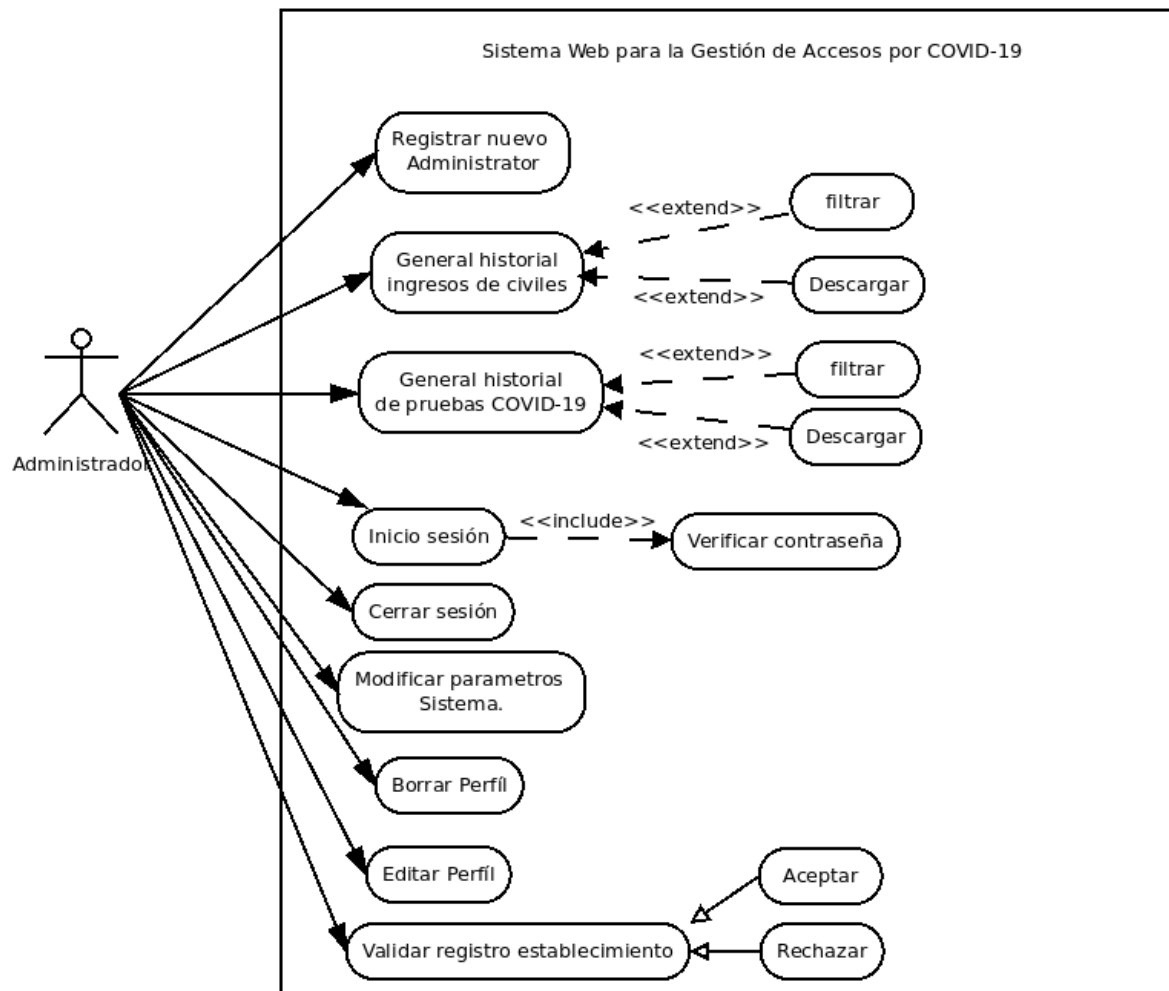 Sistema Web para la Gestión de Accesos por COVID-19
Registrar nuevo
Administrator
<<extend>>
filtrar
General historial
ingresos de civiles
<<extend>>
Descargar
<<extend>>
filtrar
General historial
de pruebas COVID-19
<<extend>>
Descargar
Administrador
Inicio sesión
<<include>>
Verificar contraseña
Cerrar sesión
Modificar parametros
Sistema.
Borrar Perfíl
Editar Perfíl
Aceptar
Validar registro establecimiento
Rechazar